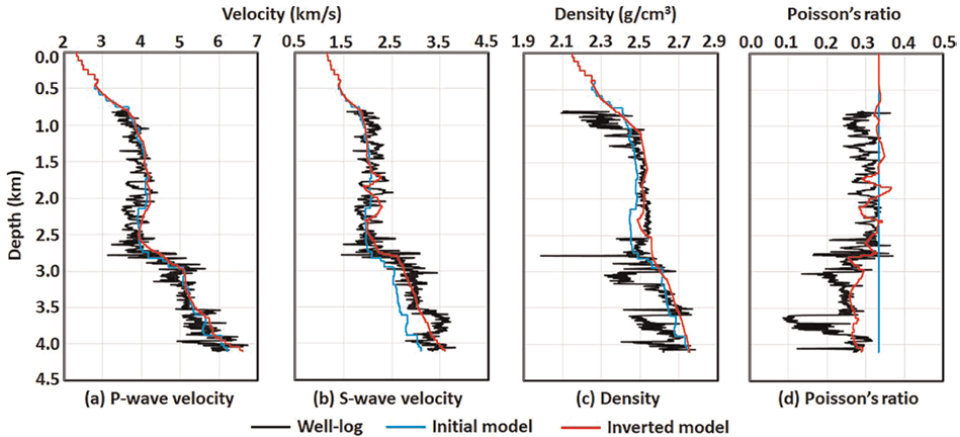 Velocity (km/s) Density (g/cm³) Poisson's ratio
2 3 4 5 6 7 0.5 1.5 2.5 3.5 4.5 1.9 2.1 2.3 2.5 2.7 2.9 0.0 0.1 0.2 0.3 0.4 0.5
0.0
0.5
1.0
1.5
2.0
2.5
3.0
3.5
4.0
4.5
Depth (km)
(a) P-wave velocity (b) S-wave velocity (c) Density (d) Poisson's ratio
Well-log Initial model Inverted model